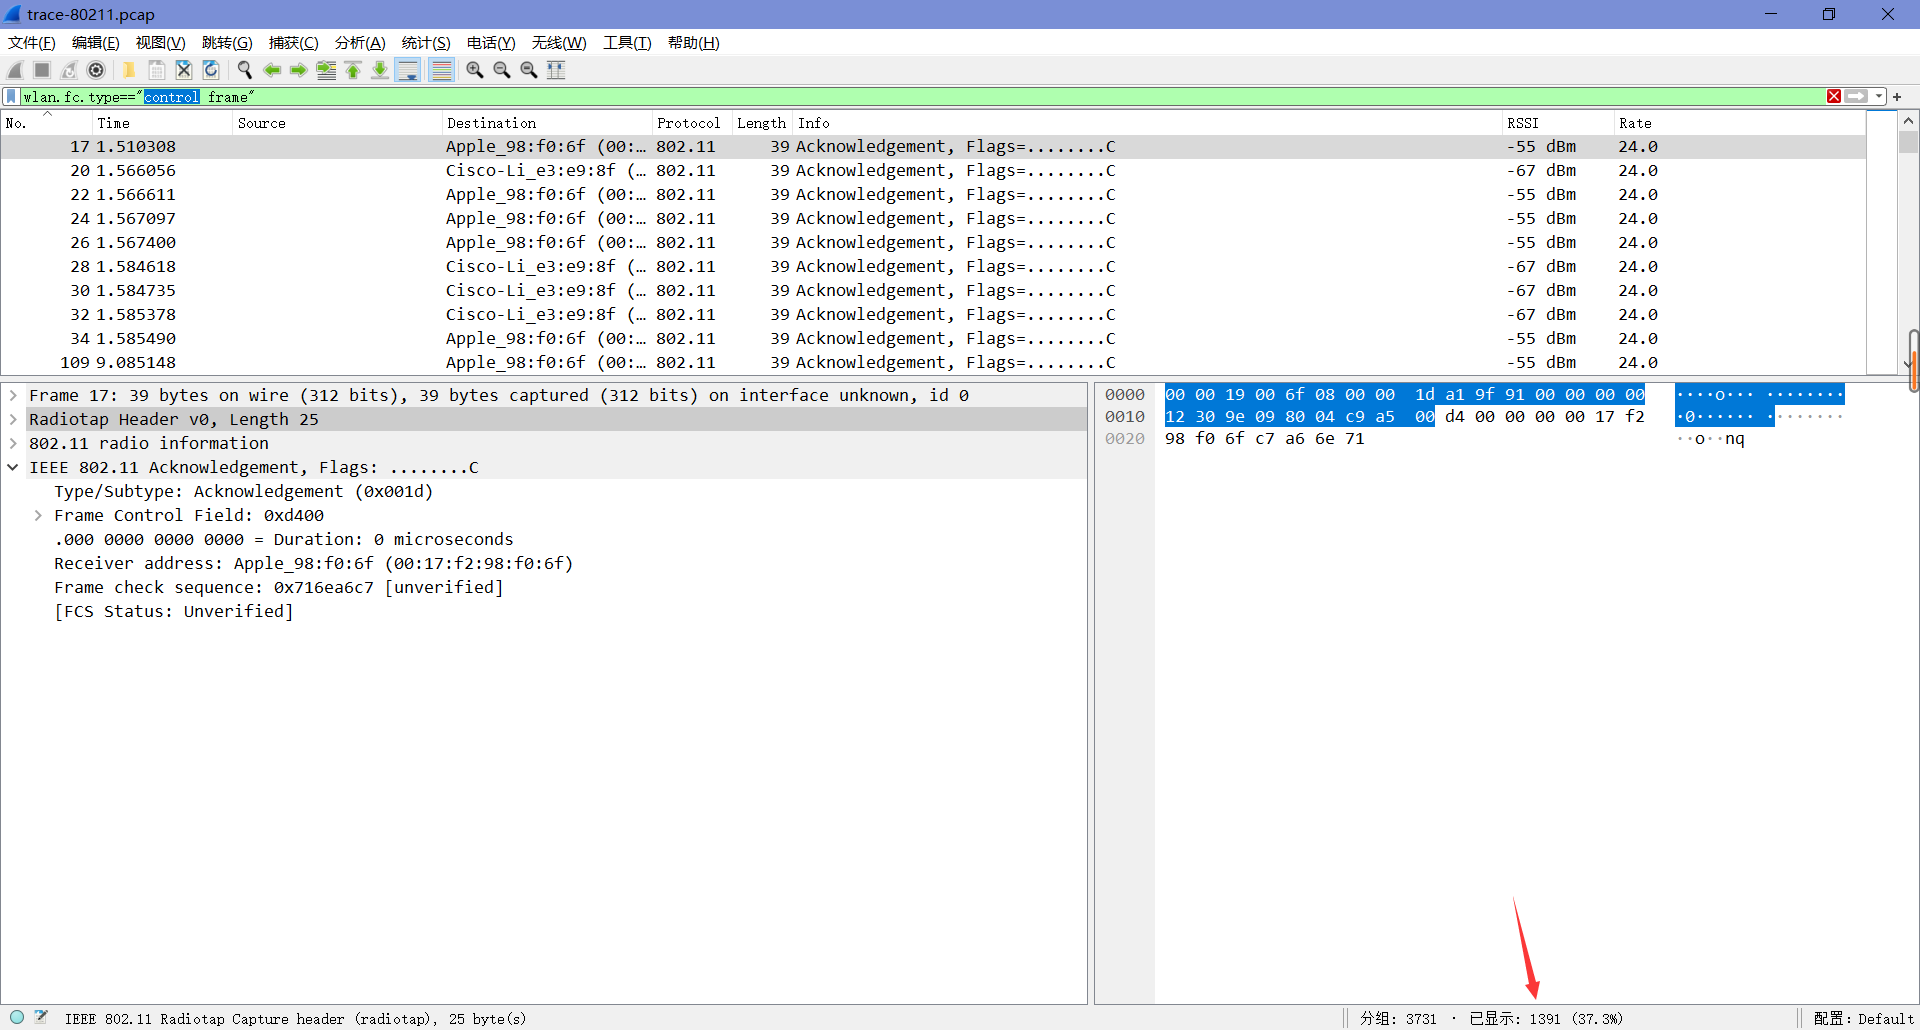 trace-80211.pcap
文件(F) 编辑(E) 视图(V) 跳转(G) 捕获(C) 分析(A) 统计(S) 电话(Y) 无线(W) 工具(T) 帮助(H)
wlan.fc.type=="control frame"
No. Time Source Destination Protocol Length Info RSSI Rate
17 1.510308 Apple_98:f0:6f (00:… 802.11 39 Acknowledgement, Flags=........C -55 dBm 24.0
20 1.566056 Cisco-Li_e3:e9:8f (… 802.11 39 Acknowledgement, Flags=........C -67 dBm 24.0
22 1.566611 Apple_98:f0:6f (00:… 802.11 39 Acknowledgement, Flags=........C -55 dBm 24.0
24 1.567097 Apple_98:f0:6f (00:… 802.11 39 Acknowledgement, Flags=........C -55 dBm 24.0
26 1.567400 Apple_98:f0:6f (00:… 802.11 39 Acknowledgement, Flags=........C -55 dBm 24.0
28 1.584618 Cisco-Li_e3:e9:8f (… 802.11 39 Acknowledgement, Flags=........C -67 dBm 24.0
30 1.584735 Cisco-Li_e3:e9:8f (… 802.11 39 Acknowledgement, Flags=........C -67 dBm 24.0
32 1.585378 Cisco-Li_e3:e9:8f (… 802.11 39 Acknowledgement, Flags=........C -67 dBm 24.0
34 1.585490 Apple_98:f0:6f (00:… 802.11 39 Acknowledgement, Flags=........C -55 dBm 24.0
109 9.085148 Apple_98:f0:6f (00:… 802.11 39 Acknowledgement, Flags=........C -55 dBm 24.0
Frame 17: 39 bytes on wire (312 bits), 39 bytes captured (312 bits) on interface unknown, id 0
Radiotap Header v0, Length 25
802.11 radio information
IEEE 802.11 Acknowledgement, Flags: ........C
Type/Subtype: Acknowledgement (0x001d)
Frame Control Field: 0xd400
.000 0000 0000 0000 = Duration: 0 microseconds
Receiver address: Apple_98:f0:6f (00:17:f2:98:f0:6f)
Frame check sequence: 0x716ea6c7 [unverified]
[FCS Status: Unverified]
0000 00 00 19 00 6f 08 00 00 1d a1 9f 91 00 00 00 00 ····o··· ········
0010 12 30 9e 09 80 04 c9 a5 00 d4 00 00 00 00 17 f2 ·0······ ········
0020 98 f0 6f c7 a6 6e 71 ··o··nq
IEEE 802.11 Radiotap Capture header (radiotap), 25 byte(s)
分组: 3731 · 已显示: 1391 (37.3%)
配置: Default